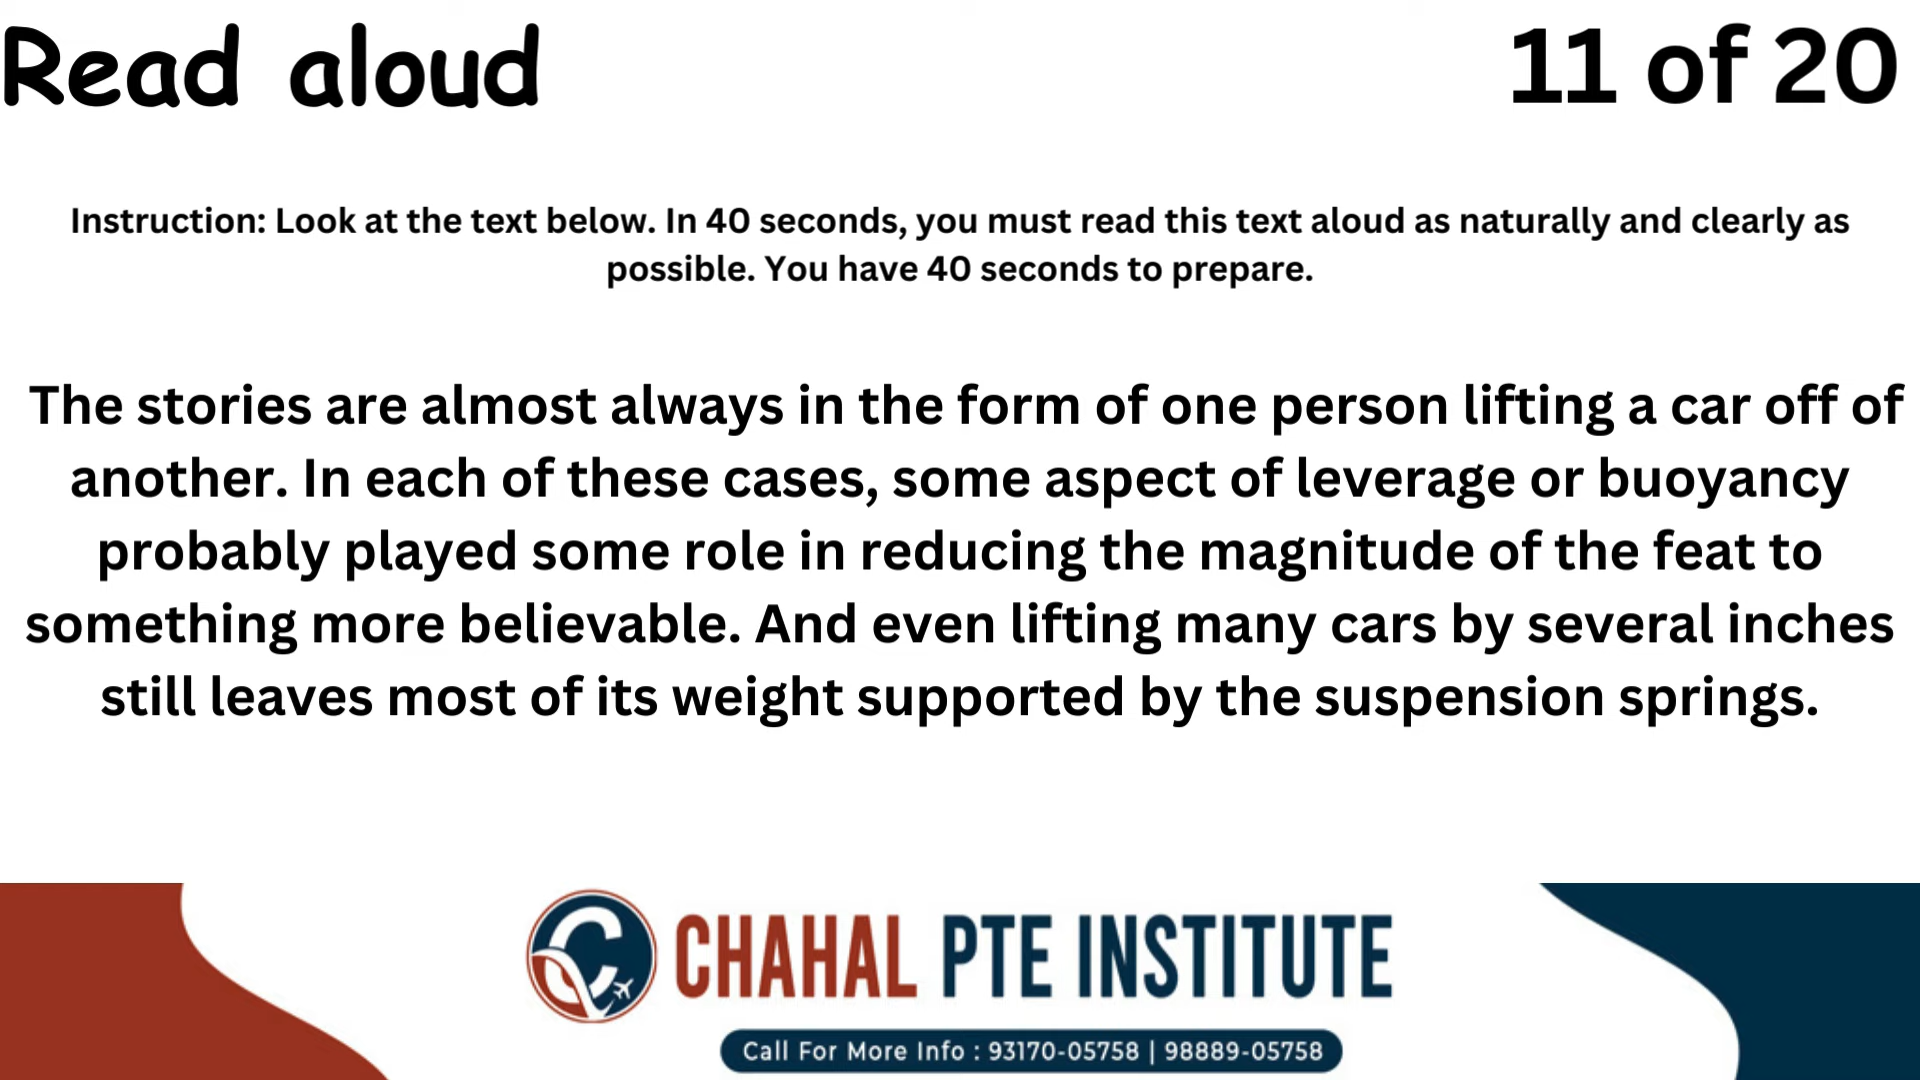 Read aloud
11 of 20
Instruction: Look at the text below. In 40 seconds, you must read this text aloud as naturally and clearly as
possible. You have 40 seconds to prepare.
The stories are almost always in the form of one person lifting a car off of
another. In each of these cases, some aspect of leverage or buoyancy
probably played some role in reducing the magnitude of the feat to
something more believable. And even lifting many cars by several inches
still leaves most of its weight supported by the suspension springs.
CHAHAL PTE INSTITUTE
Call For More Info : 93170-05758 | 98889-05758